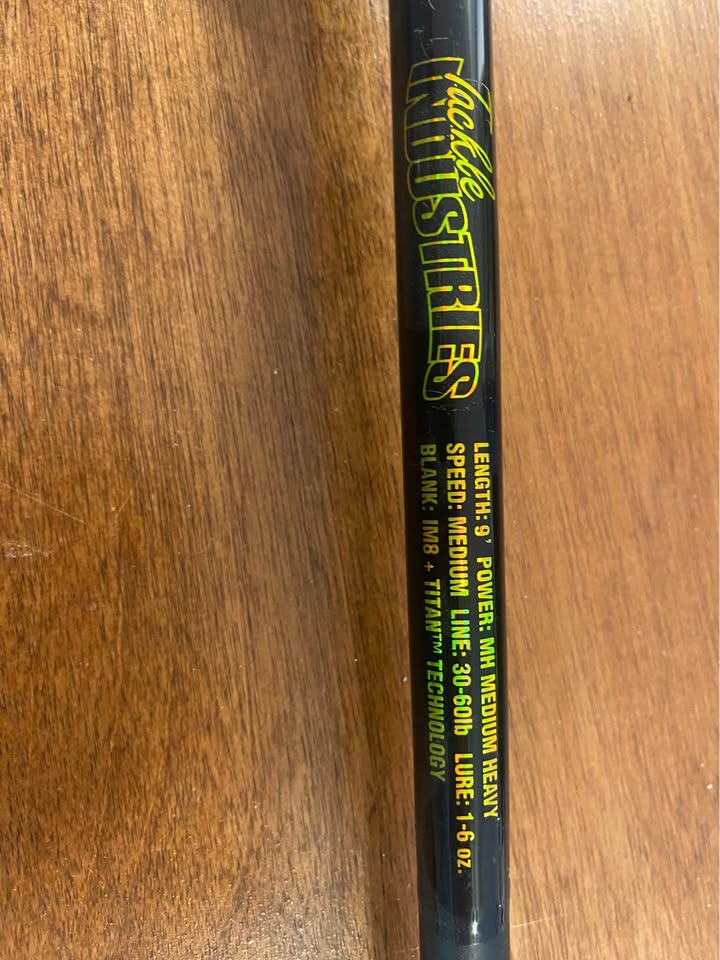 Tackle
INDUSTRIES
LENGTH: 9' POWER: MH MEDIUM HEAVY
SPEED: MEDIUM LINE: 30-60lb LURE: 1-6 oz.
BLANK: IM8 + TITAN™ TECHNOLOGY